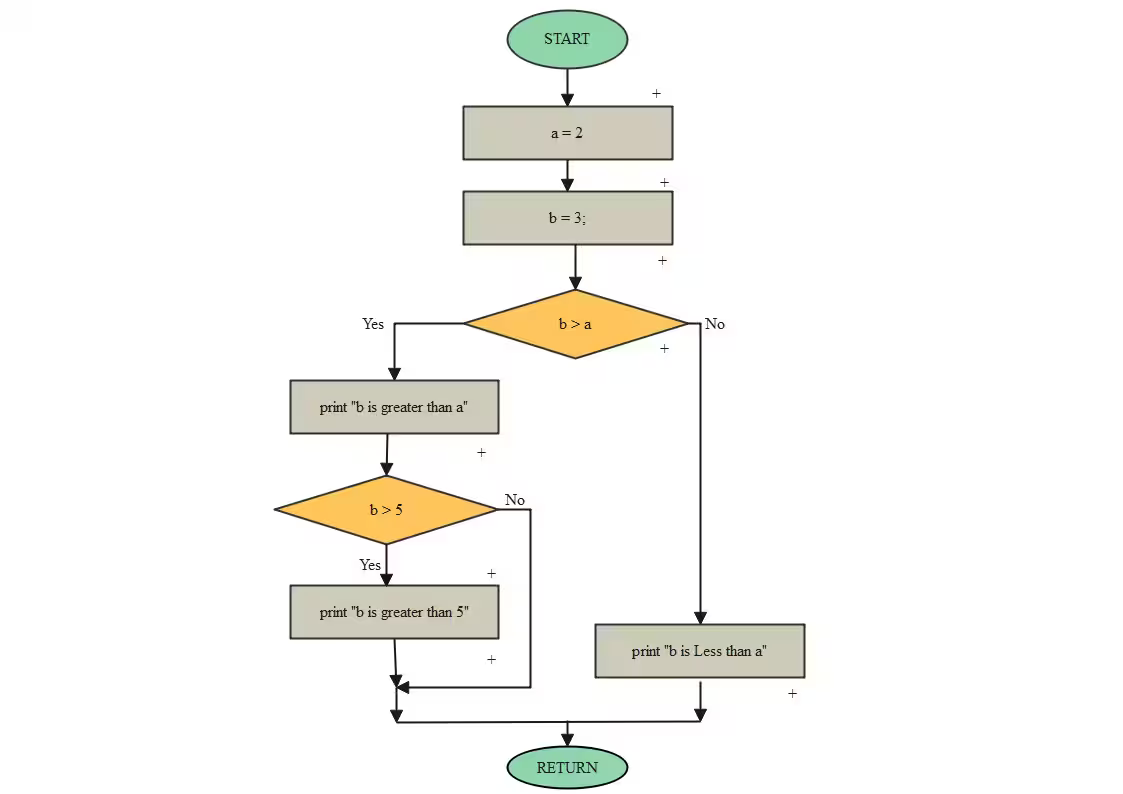 START
+
a = 2
+
b = 3;
+
b > a
Yes
No
+
print "b is greater than a"
+
b > 5
No
Yes
+
print "b is greater than 5"
+
print "b is Less than a"
+
RETURN